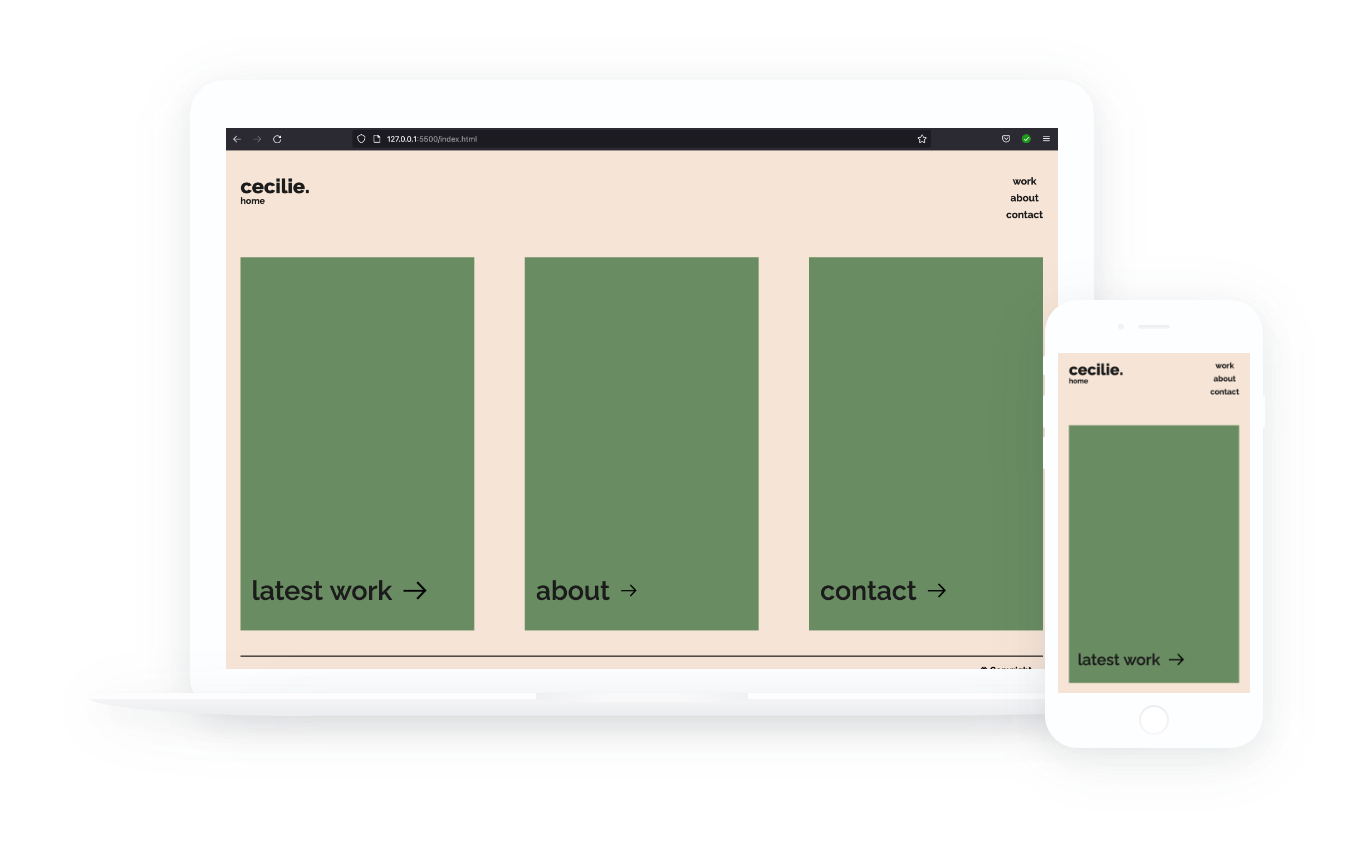 127.0.0.1:5500/index.html
cecilie.
home
work
about
contact
latest work →
about →
contact →
© Copyright
cecilie.
home
work
about
contact
latest work →